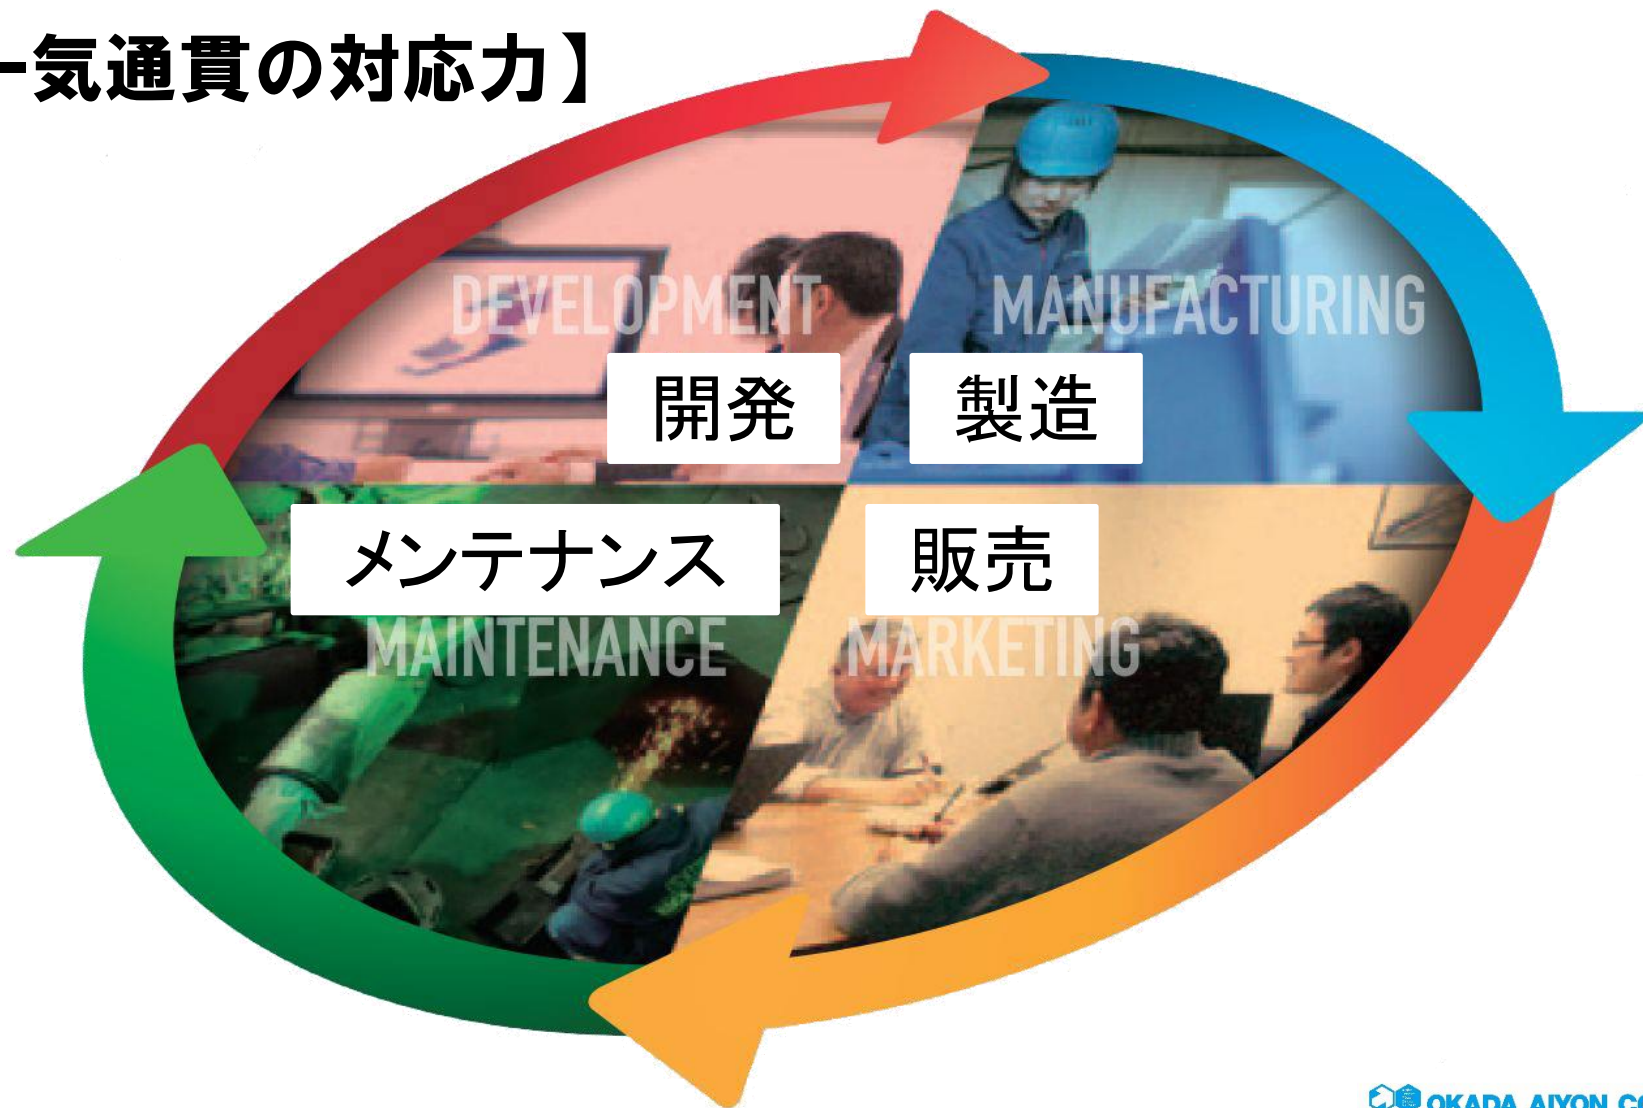 一気通貫の対応力】
DEVELOPMENT
MANUFACTURING
開発
製造
メンテナンス
販売
MAINTENANCE
MARKETING
OKADA AIYON CO